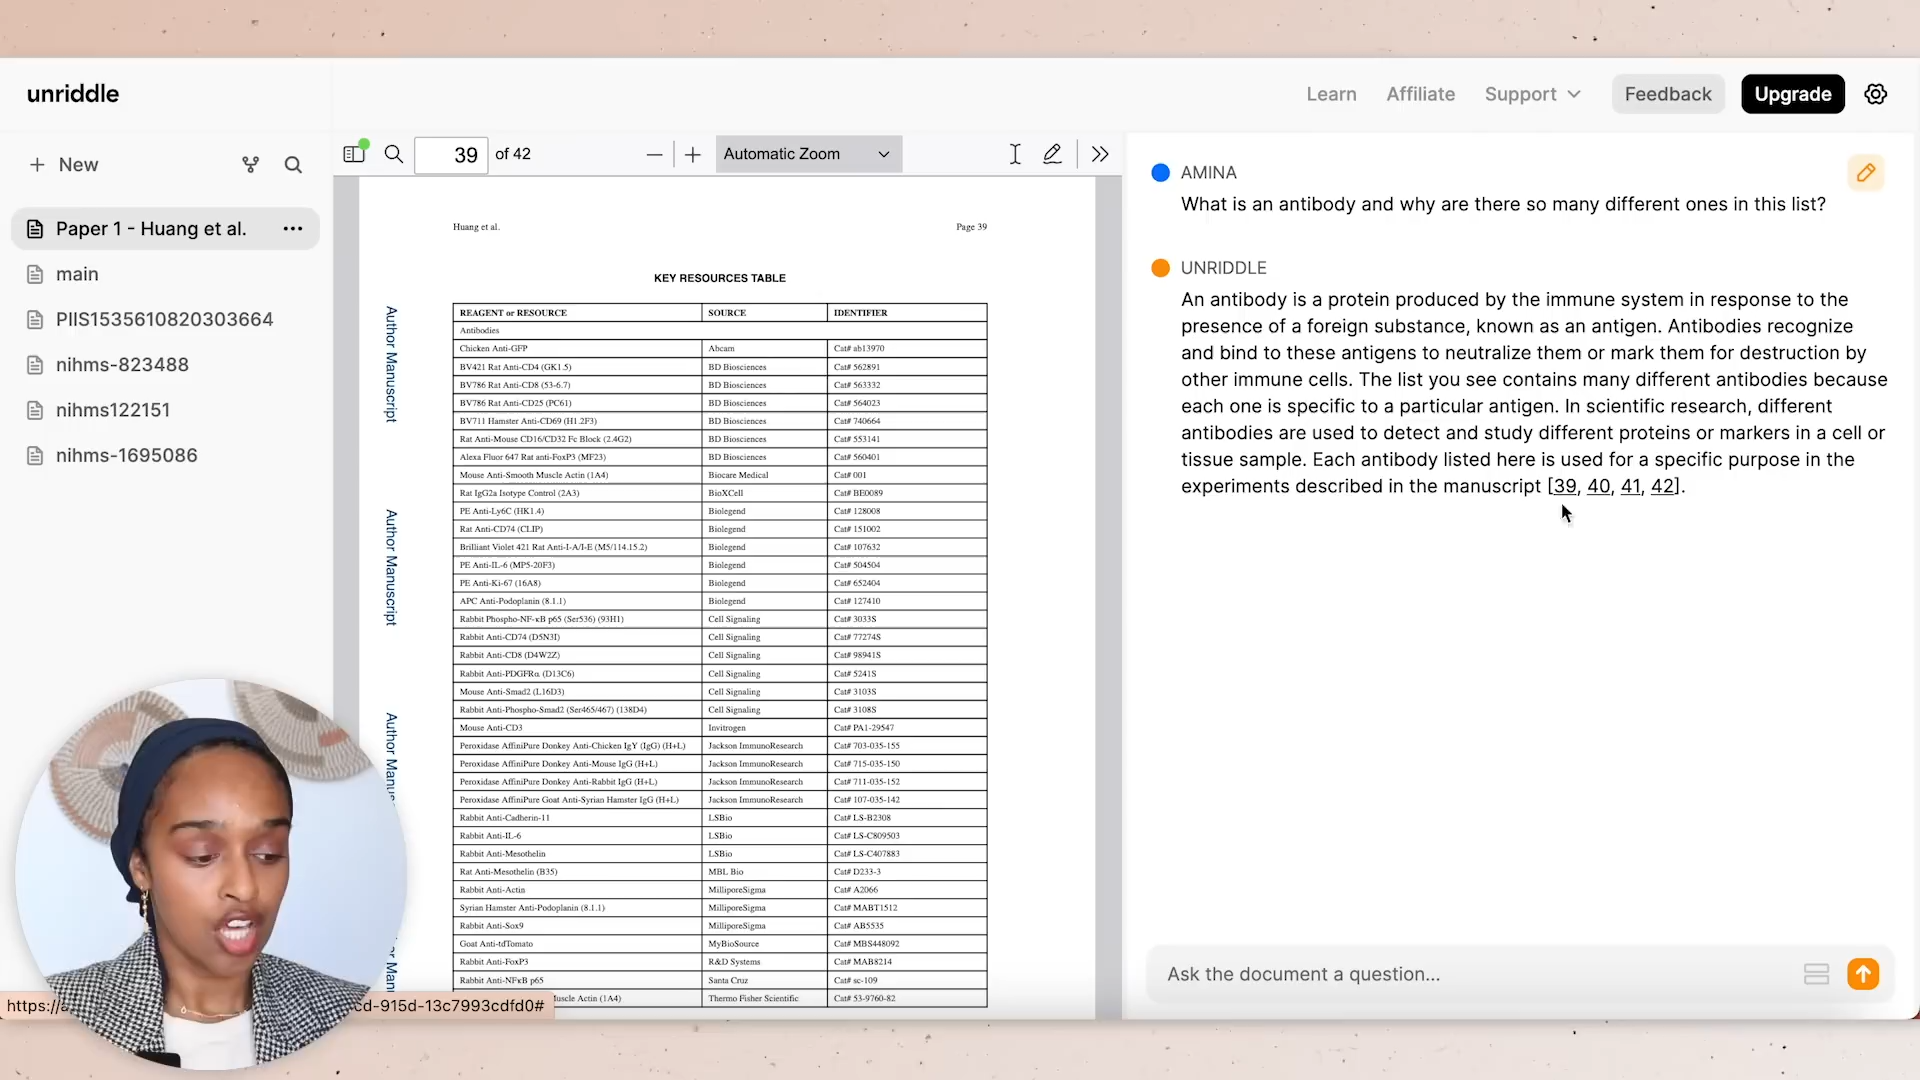 unriddle
Learn
Affiliate
Support
Feedback
Upgrade
New
Paper 1 - Huang et al.
main
PIIS1535610820303664
nihms-823488
nihms122151
nihms-1695086
39 of 42
Automatic Zoom
Huang et al. Page 39
KEY RESOURCES TABLE
Author Manuscript
Author Manuscript
REAGENT or RESOURCE SOURCE IDENTIFIER
Antibodies
Chicken Anti-GFP Abcam Cat# ab13970
BV421 Rat Anti-CD4 (GK1.5) BD Biosciences Cat# 562891
BV786 Rat Anti-CD8 (53-6.7) BD Biosciences Cat# 563332
BV786 Rat Anti-CD25 (PC61) BD Biosciences Cat# 564023
BV711 Hamster Anti-CD69 (H1.2F3) BD Biosciences Cat# 740664
Rat Anti-Mouse CD16/CD32 Fc Block (2.4G2) BD Biosciences Cat# 553141
Alexa Fluor 647 Rat anti-FoxP3 (MF23) BD Biosciences Cat# 560401
Mouse Anti-Smooth Muscle Actin (1A4) Biocare Medical Cat# 001
Rat IgG2a Isotype Control (2A3) BioXCell Cat# BE0089
PE Anti-Ly6C (HK1.4) Biolegend Cat# 128008
Rat Anti-CD74 (CLIP) Biolegend Cat# 151002
Brilliant Violet 421 Rat Anti-I-A/I-E (M5/114.15.2) Biolegend Cat# 107632
PE Anti-IL-6 (MP5-20F3) Biolegend Cat# 504504
PE Anti-Ki-67 (16A8) Biolegend Cat# 652404
APC Anti-Podoplanin (8.1.1) Biolegend Cat# 127410
Rabbit Phospho-NF-κB p65 (Ser536) (93H1) Cell Signaling Cat# 3033S
Rabbit Anti-CD74 (D5N3I) Cell Signaling Cat# 77274S
Rabbit Anti-CD8 (D4W2Z) Cell Signaling Cat# 98941S
Rabbit Anti-PDGFRα (D13C6) Cell Signaling Cat# 5241S
Mouse Anti-Smad2 (L16D3) Cell Signaling Cat# 3103S
Rabbit Anti-Phospho-Smad2 (Ser465/467) (138D4) Cell Signaling Cat# 3108S
Mouse Anti-CD3 Invitrogen Cat# PA1-29547
Peroxidase AffiniPure Donkey Anti-Chicken IgY (IgG) (H+L) Jackson ImmunoResearch Cat# 703-035-155
Peroxidase AffiniPure Donkey Anti-Mouse IgG (H+L) Jackson ImmunoResearch Cat# 715-035-150
Peroxidase AffiniPure Donkey Anti-Rabbit IgG (H+L) Jackson ImmunoResearch Cat# 711-035-152
Peroxidase AffiniPure Goat Anti-Syrian Hamster IgG (H+L) Jackson ImmunoResearch Cat# 107-035-142
Rabbit Anti-Cadherin-11 LSBio Cat# LS-B2308
Rabbit Anti-IL-6 LSBio Cat# LS-C809503
Rabbit Anti-Mesothelin LSBio Cat# LS-C407883
Rat Anti-Mesothelin (B35) MBL Bio Cat# D233-3
Rabbit Anti-Actin MilliporeSigma Cat# A2066
Syrian Hamster Anti-Podoplanin (8.1.1) MilliporeSigma Cat# MABT1512
Rabbit Anti-Sox9 MilliporeSigma Cat# AB5535
Goat Anti-tdTomato MyBioSource Cat# MBS448092
Rabbit Anti-FoxP3 R&D Systems Cat# MAB8214
Rabbit Anti-NFκB p65 Santa Cruz Cat# sc-109
Muscle Actin (1A4) Thermo Fisher Scientific Cat# 53-9760-82
https://a
cd-915d-13c7993cdfd0#
AMINA
What is an antibody and why are there so many different ones in this list?
UNRIDDLE
An antibody is a protein produced by the immune system in response to the
presence of a foreign substance, known as an antigen. Antibodies recognize
and bind to these antigens to neutralize them or mark them for destruction by
other immune cells. The list you see contains many different antibodies because
each one is specific to a particular antigen. In scientific research, different
antibodies are used to detect and study different proteins or markers in a cell or
tissue sample. Each antibody listed here is used for a specific purpose in the
experiments described in the manuscript [39, 40, 41, 42].
Ask the document a question...